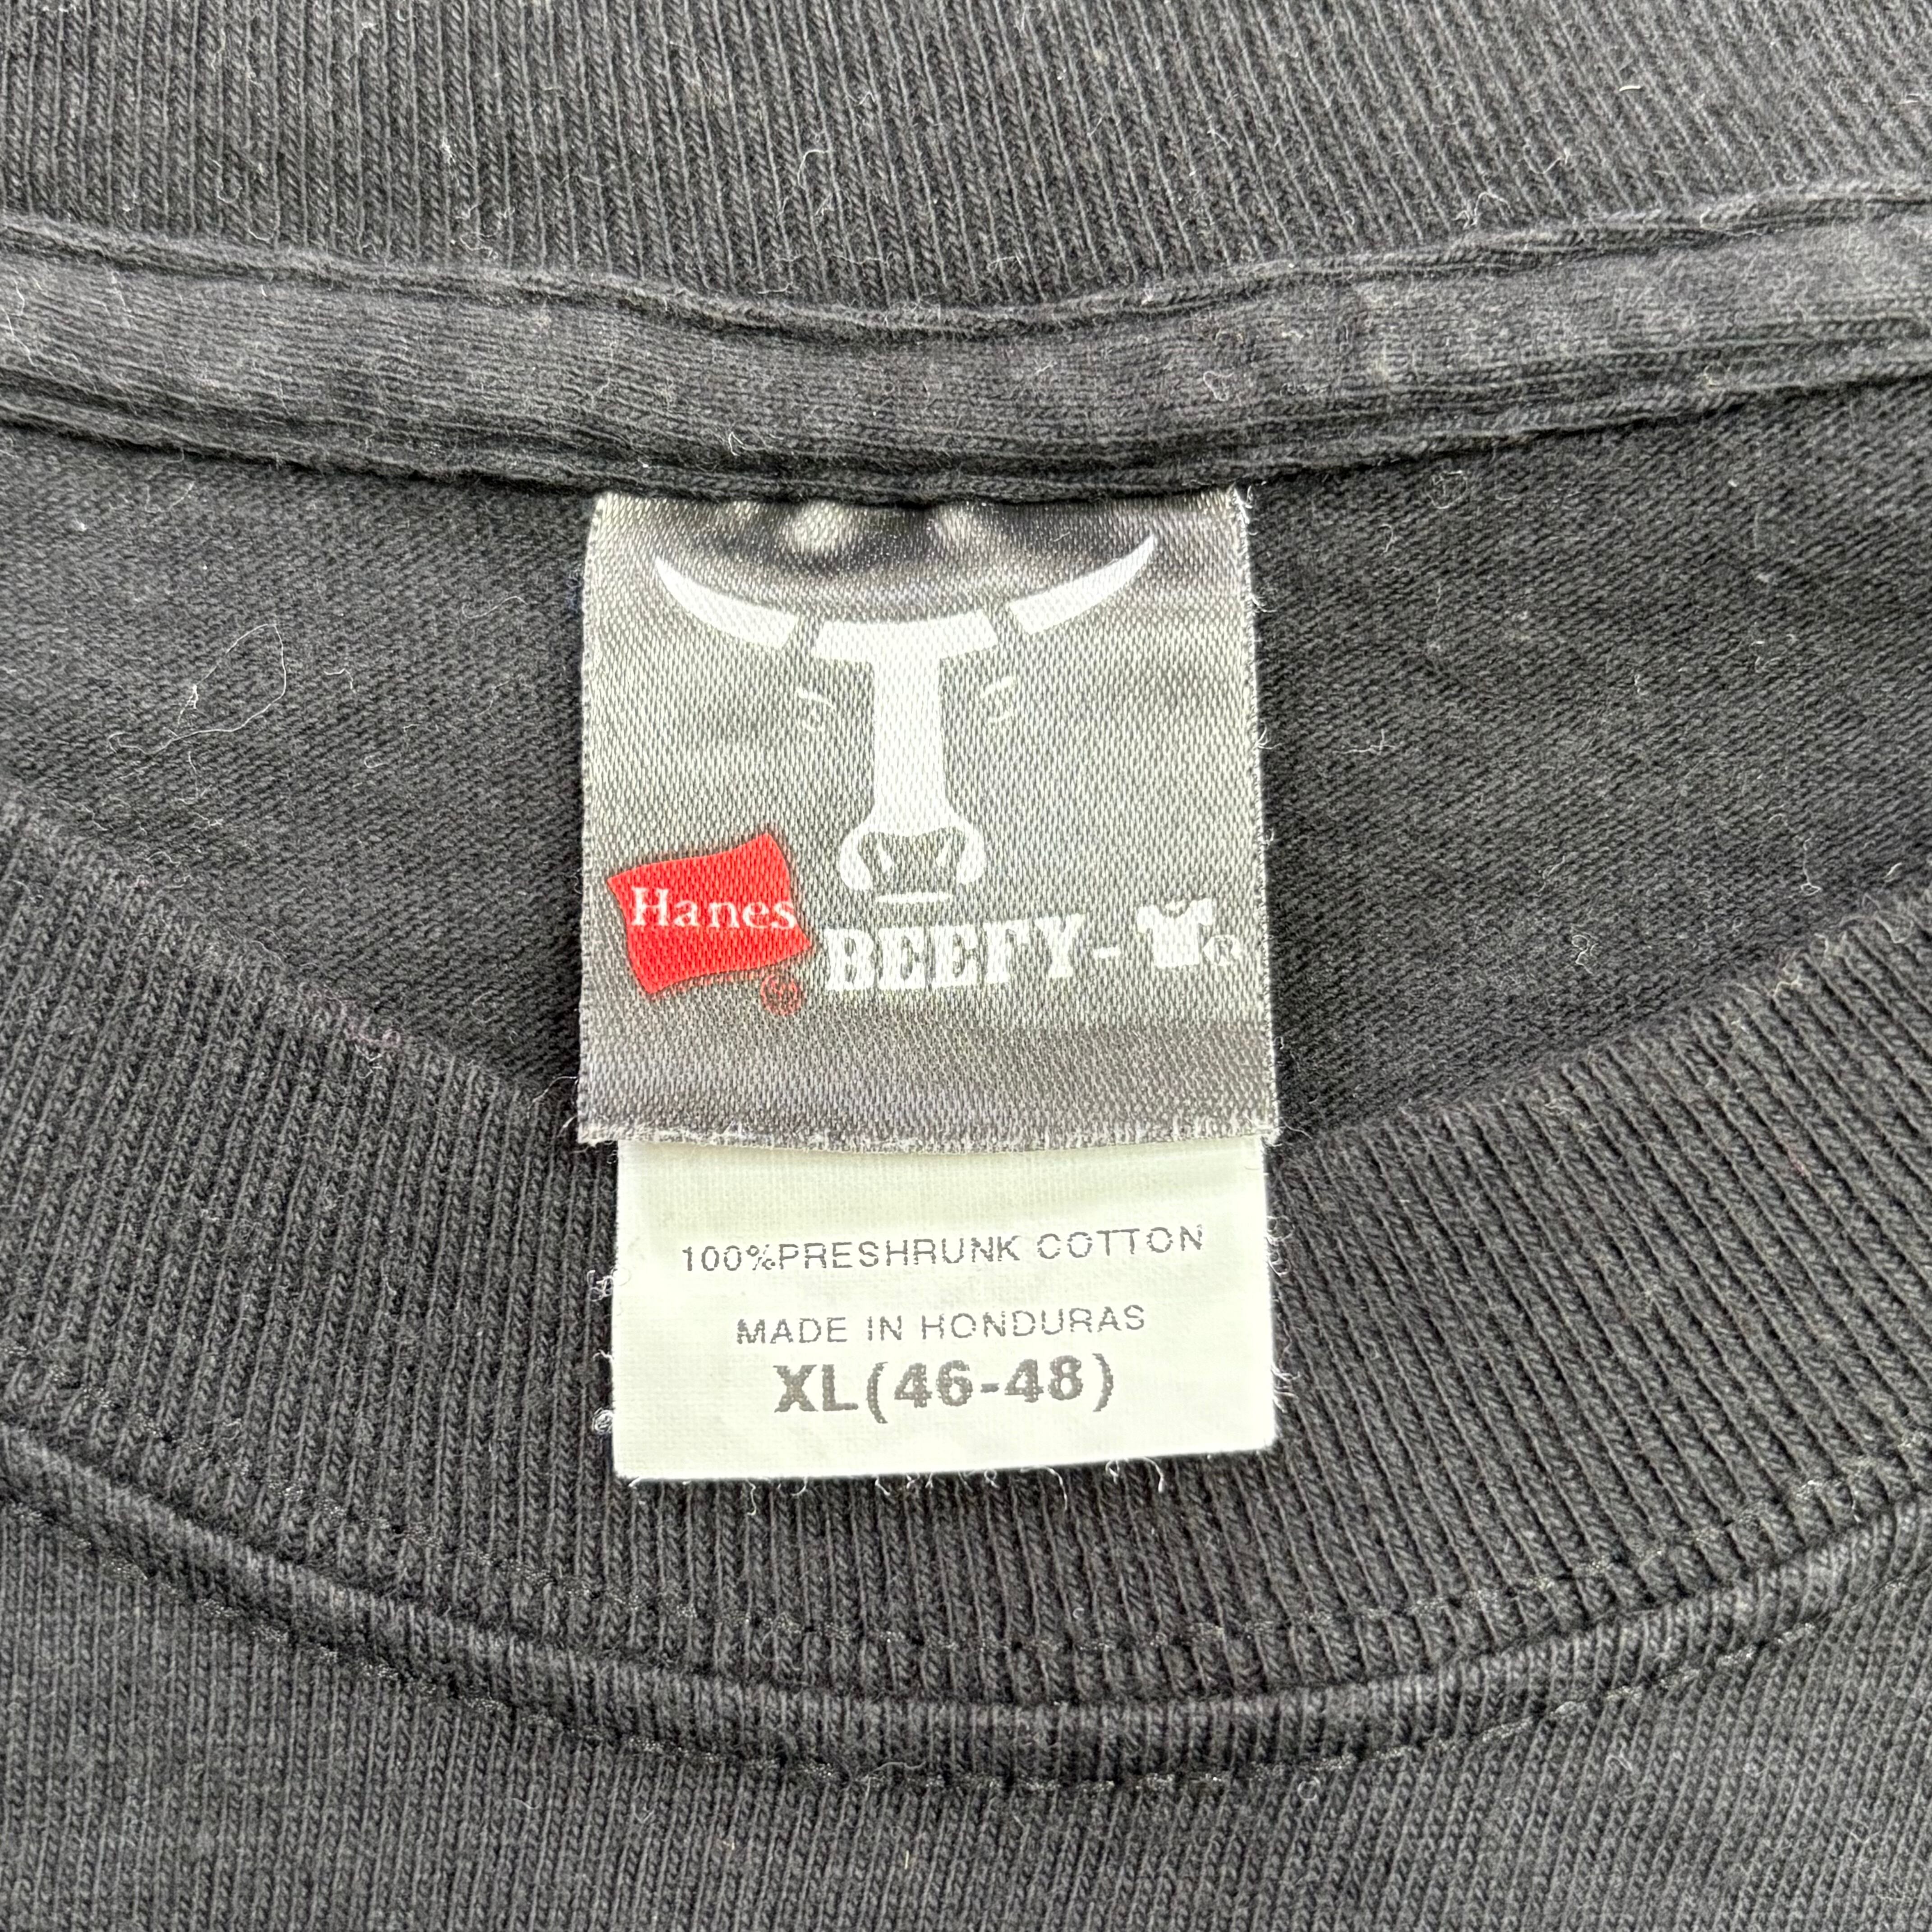 Hanes®
BEEFY-T®
100%PRESHRUNK COTTON
MADE IN HONDURAS
XL(46-48)